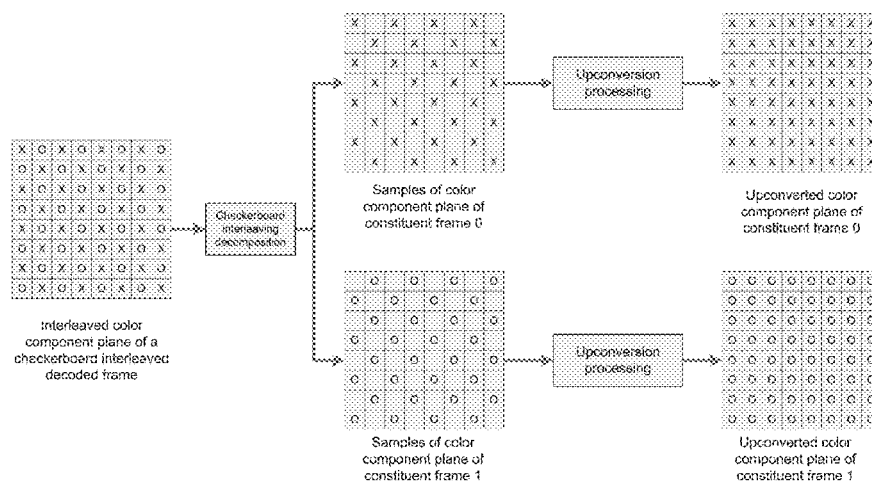 X O X O X O X O
O X O X O X O X
X O X O X O X O
O X O X O X O X
X O X O X O X O
O X O X O X O X
X O X O X O X O
O X O X O X O X
Interleaved color
component plane of a
checkerboard interleaved
decoded frame
Checkerboard
interleaving
decomposition
X X X X
X X X X
X X X X
X X X X
X X X X
X X X X
X X X X
X X X X
Samples of color
component plane of
constituent frame 0
Upconversion
processing
X X X X X X X X
X X X X X X X X
X X X X X X X X
X X X X X X X X
X X X X X X X X
X X X X X X X X
X X X X X X X X
X X X X X X X X
Upconverted color
component plane of
constituent frame 0
O O O O
O O O O
O O O O
O O O O
O O O O
O O O O
O O O O
O O O O
Samples of color
component plane of
constituent frame 1
Upconversion
processing
O O O O O O O O
O O O O O O O O
O O O O O O O O
O O O O O O O O
O O O O O O O O
O O O O O O O O
O O O O O O O O
O O O O O O O O
Upconverted color
component plane of
constituent frame 1